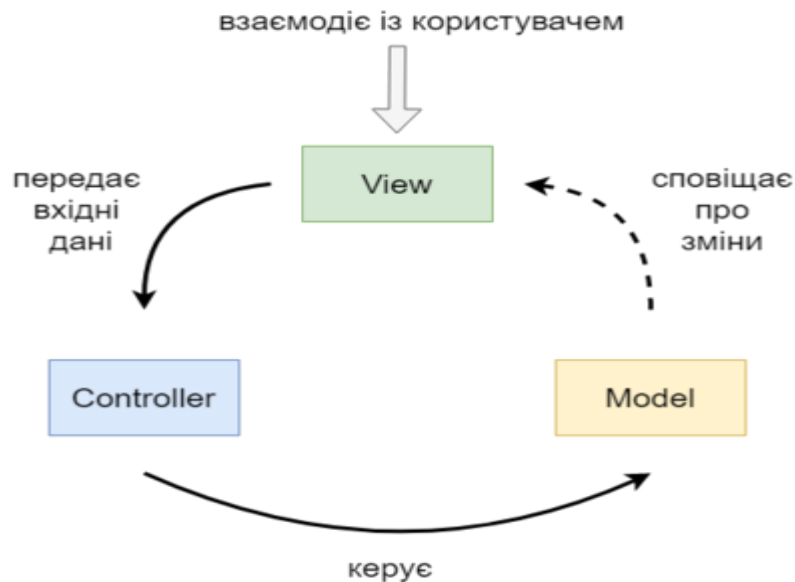 взаємодіє із користувачем
View
передає
вхідні
дані
сповіщає
про
зміни
Controller
Model
керує